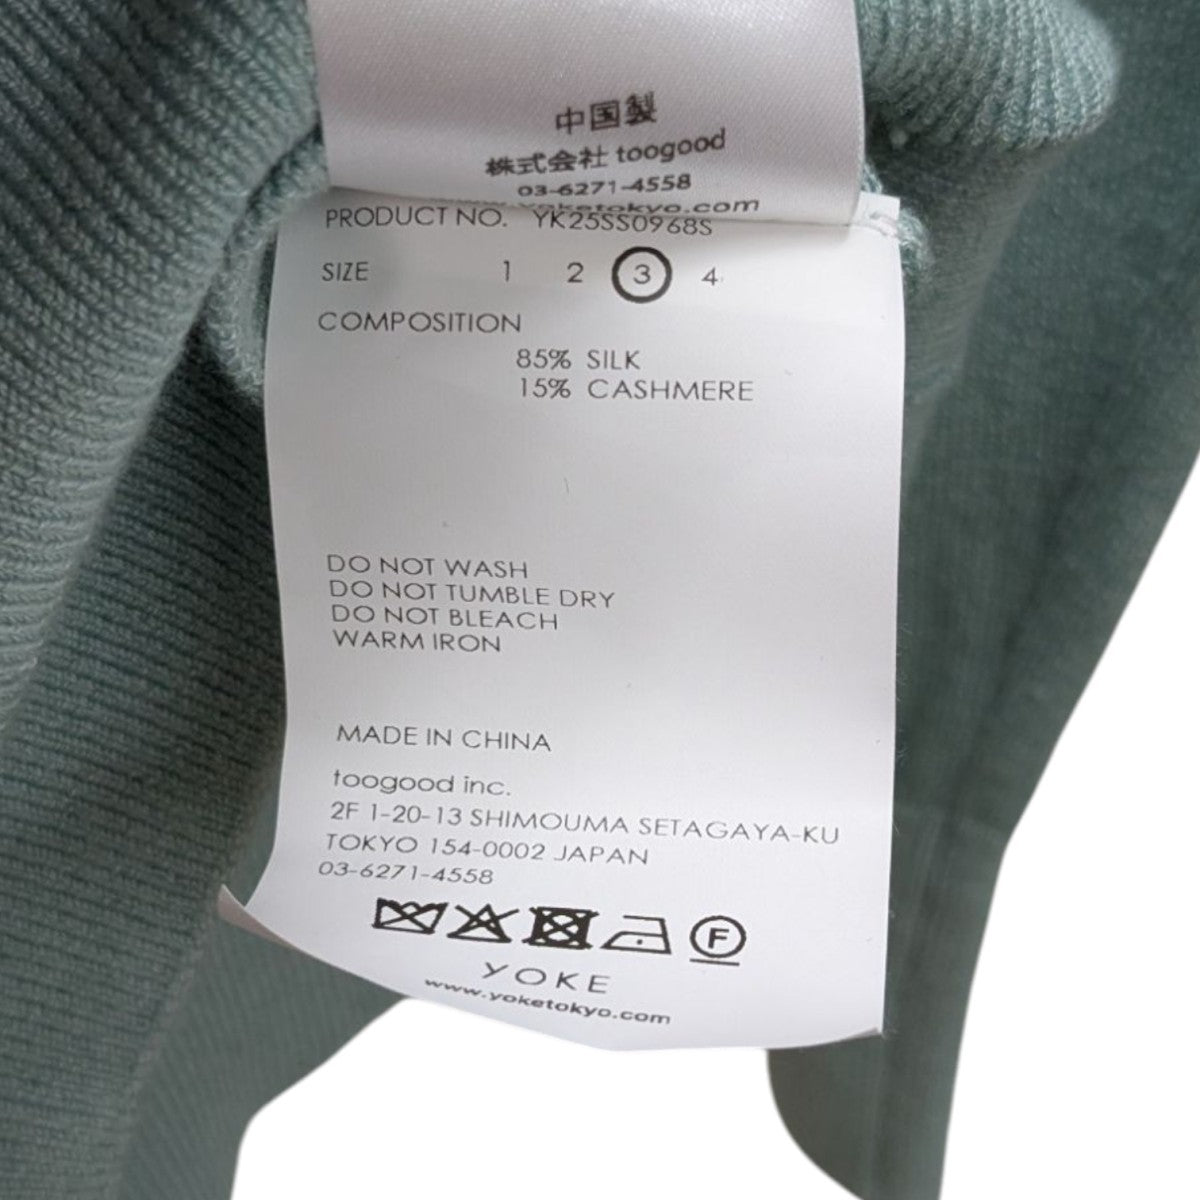 中国製
株式会社 toogood
03-6271-4558
www.yoketokyo.com
PRODUCT NO. YK25SS0968S
SIZE 1 2 3 4
COMPOSITION
85% SILK
15% CASHMERE
DO NOT WASH
DO NOT TUMBLE DRY
DO NOT BLEACH
WARM IRON
MADE IN CHINA
toogood inc.
2F 1-20-13 SHIMOUMA SETAGAYA-KU
TOKYO 154-0002 JAPAN
03-6271-4558
F
YOKE
www.yoketokyo.com